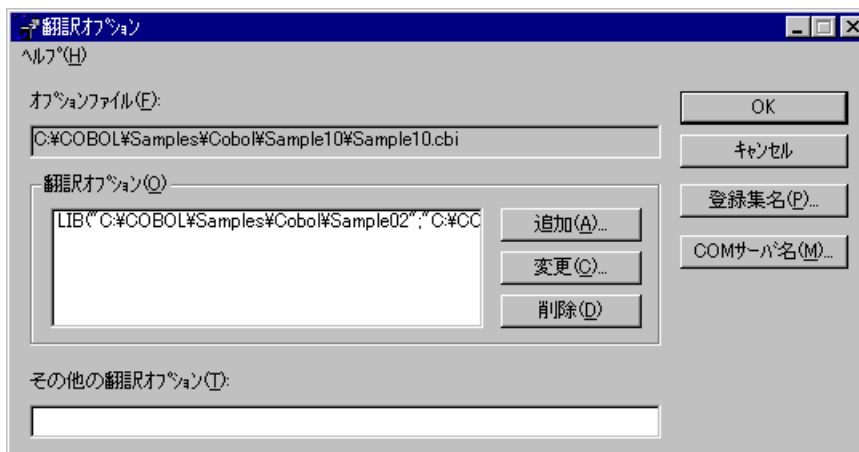 翻訳ｵﾌﾟｼｮﾝ
ﾍﾙﾌﾟ(H)
ｵﾌﾟｼｮﾝﾌｧｲﾙ(F):
C:¥COBOL¥Samples¥Cobol¥Sample10¥Sample10.cbi
翻訳ｵﾌﾟｼｮﾝ(O)
LIB("C:¥COBOL¥Samples¥Cobol¥Sample02";"C:¥CC
追加(A)...
変更(C)...
削除(D)
その他の翻訳ｵﾌﾟｼｮﾝ(T):
OK
ｷｬﾝｾﾙ
登録集名(P)...
COMｻｰﾊﾞ名(M)...